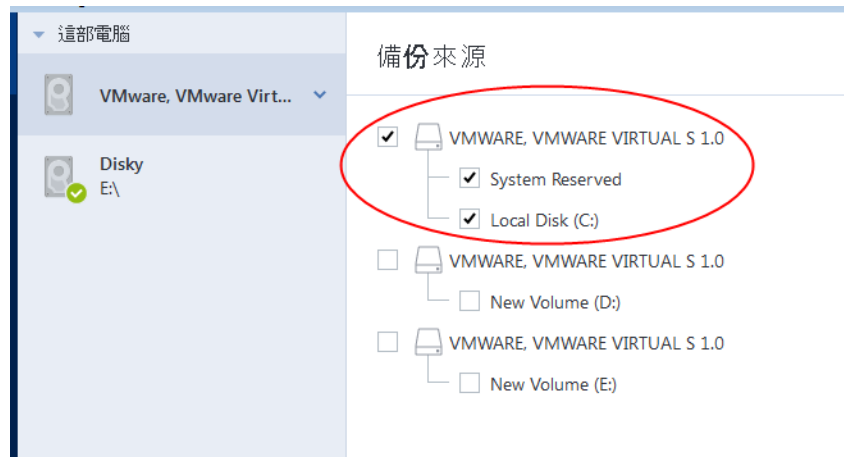 這部電腦
VMware, VMware Virt...
Disky
E:\
備份來源
VMWARE, VMWARE VIRTUAL S 1.0
System Reserved
Local Disk (C:)
VMWARE, VMWARE VIRTUAL S 1.0
New Volume (D:)
VMWARE, VMWARE VIRTUAL S 1.0
New Volume (E:)